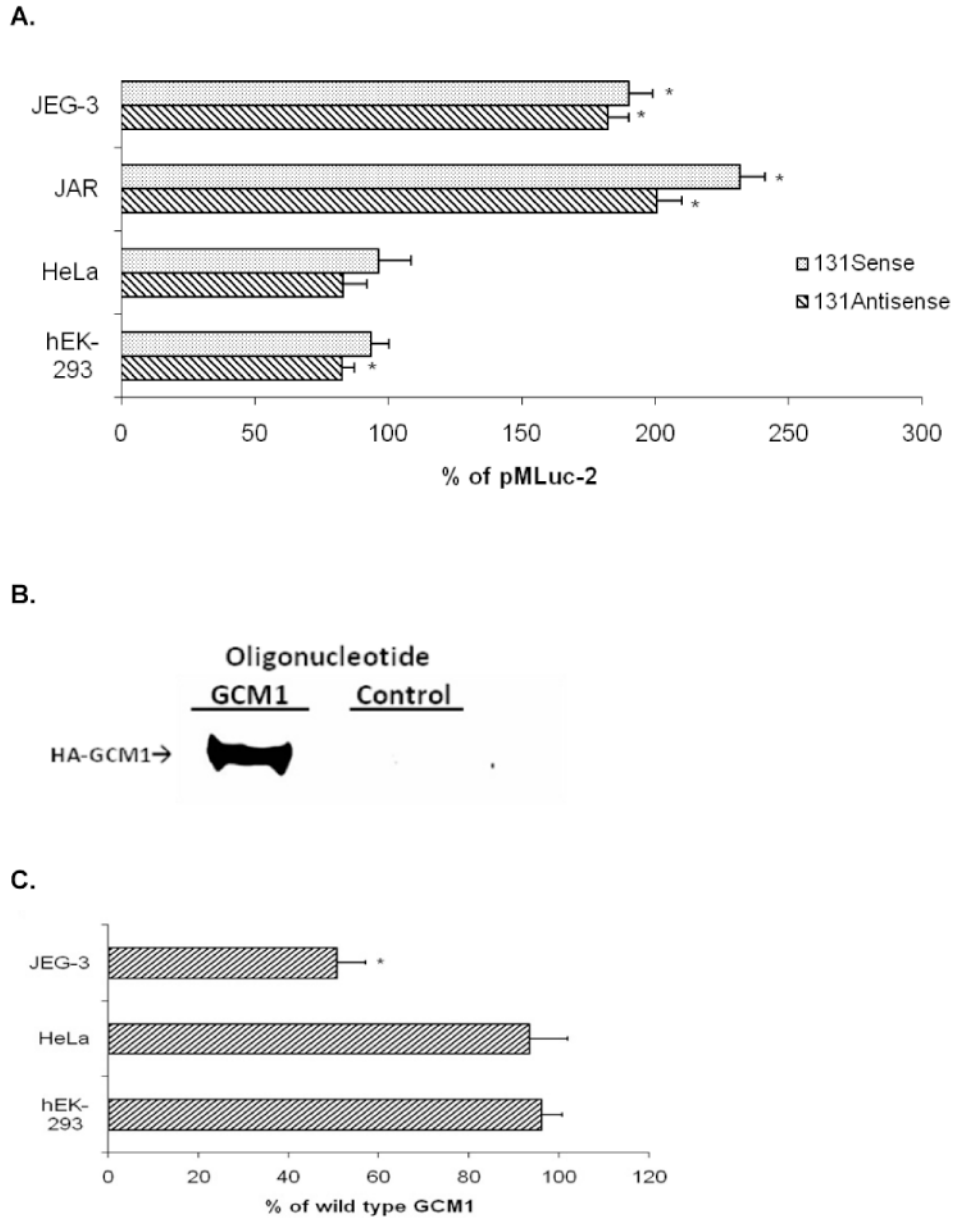 A.
JEG-3 *
*
JAR *
*
HeLa
131Sense
131Antisense
hEK-
293 *
0 50 100 150 200 250 300
% of pMLuc-2
B.
Oligonucleotide
GCM1 Control
HA-GCM1→
C.
JEG-3 *
HeLa
hEK-
293
0 20 40 60 80 100 120
% of wild type GCM1